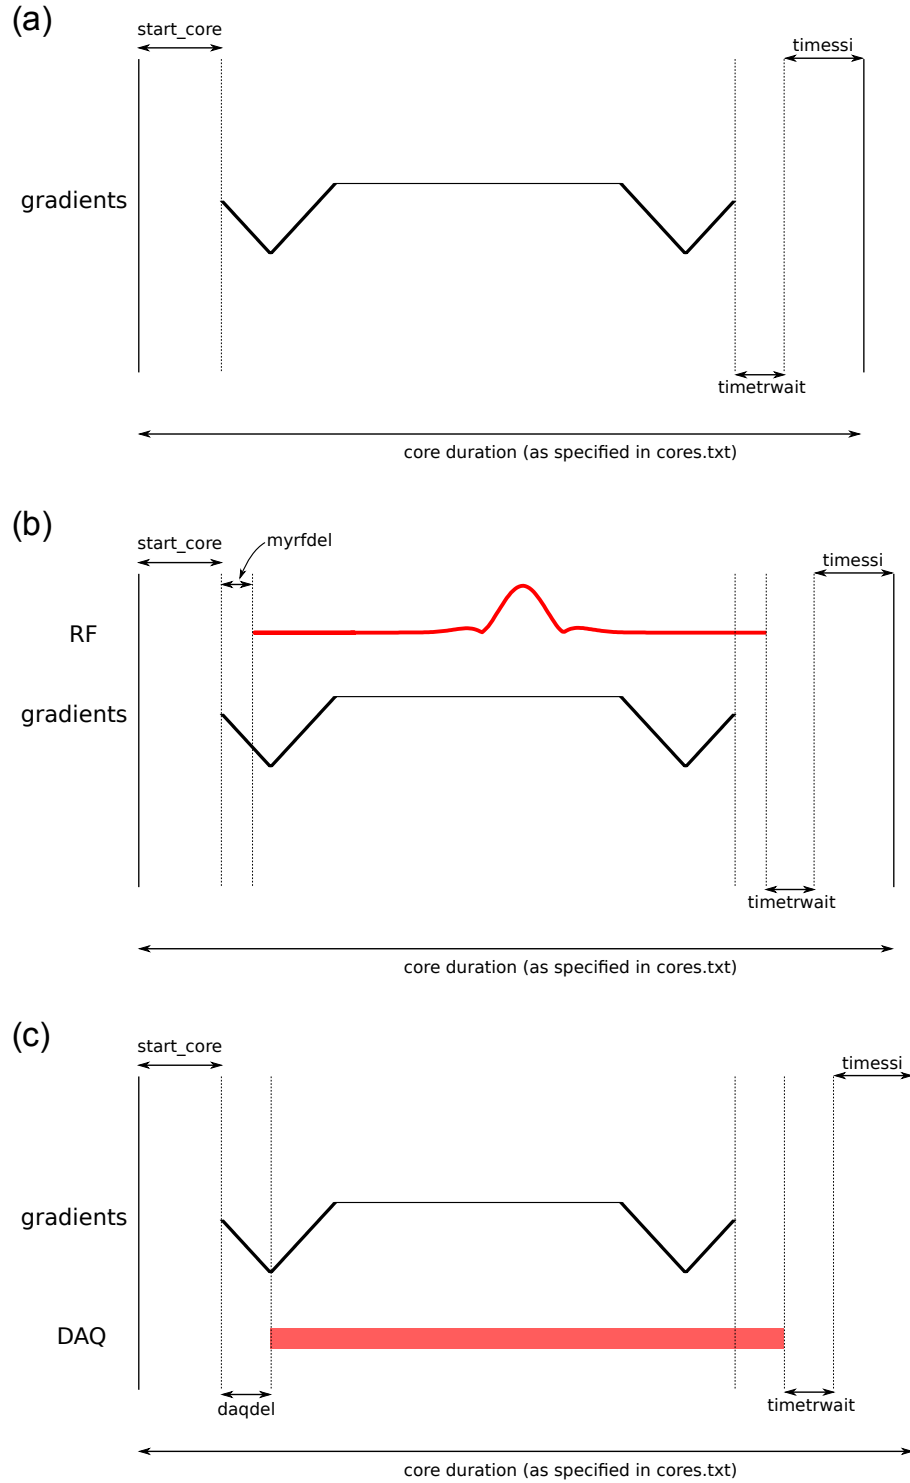 (a)
start_core
timessi
gradients
timetrwait
core duration (as specified in cores.txt)
(b)
start_core
myrfdel
timessi
RF
gradients
timetrwait
core duration (as specified in cores.txt)
(c)
start_core
timessi
gradients
DAQ
daqdel
timetrwait
core duration (as specified in cores.txt)